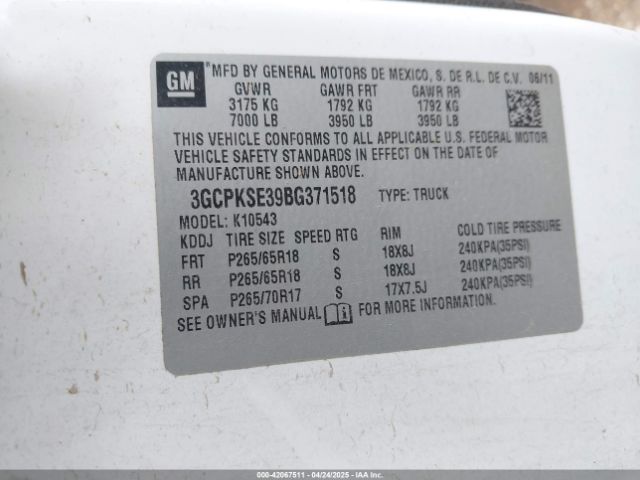 GM *MFD BY GENERAL MOTORS DE MEXICO, S. DE R.L. DE C.V. 06/11
GVWR GAWR FRT GAWR RR
3175 KG 1792 KG 1792 KG
7000 LB 3950 LB 3950 LB
THIS VEHICLE CONFORMS TO ALL APPLICABLE U.S. FEDERAL MOTOR
VEHICLE SAFETY STANDARDS IN EFFECT ON THE DATE OF
MANUFACTURE SHOWN ABOVE.
3GCPKSE39BG371518 TYPE: TRUCK
MODEL: K10543
KDDJ TIRE SIZE SPEED RTG RIM COLD TIRE PRESSURE
FRT P265/65R18 S 18X8J 240KPA(35PSI)
RR P265/65R18 S 18X8J 240KPA(35PSI)
SPA P265/70R17 S 17X7.5J 240KPA(35PSI)
SEE OWNER'S MANUAL FOR MORE INFORMATION.
000-42067511 - 04/24/2025 - IAAI.COM